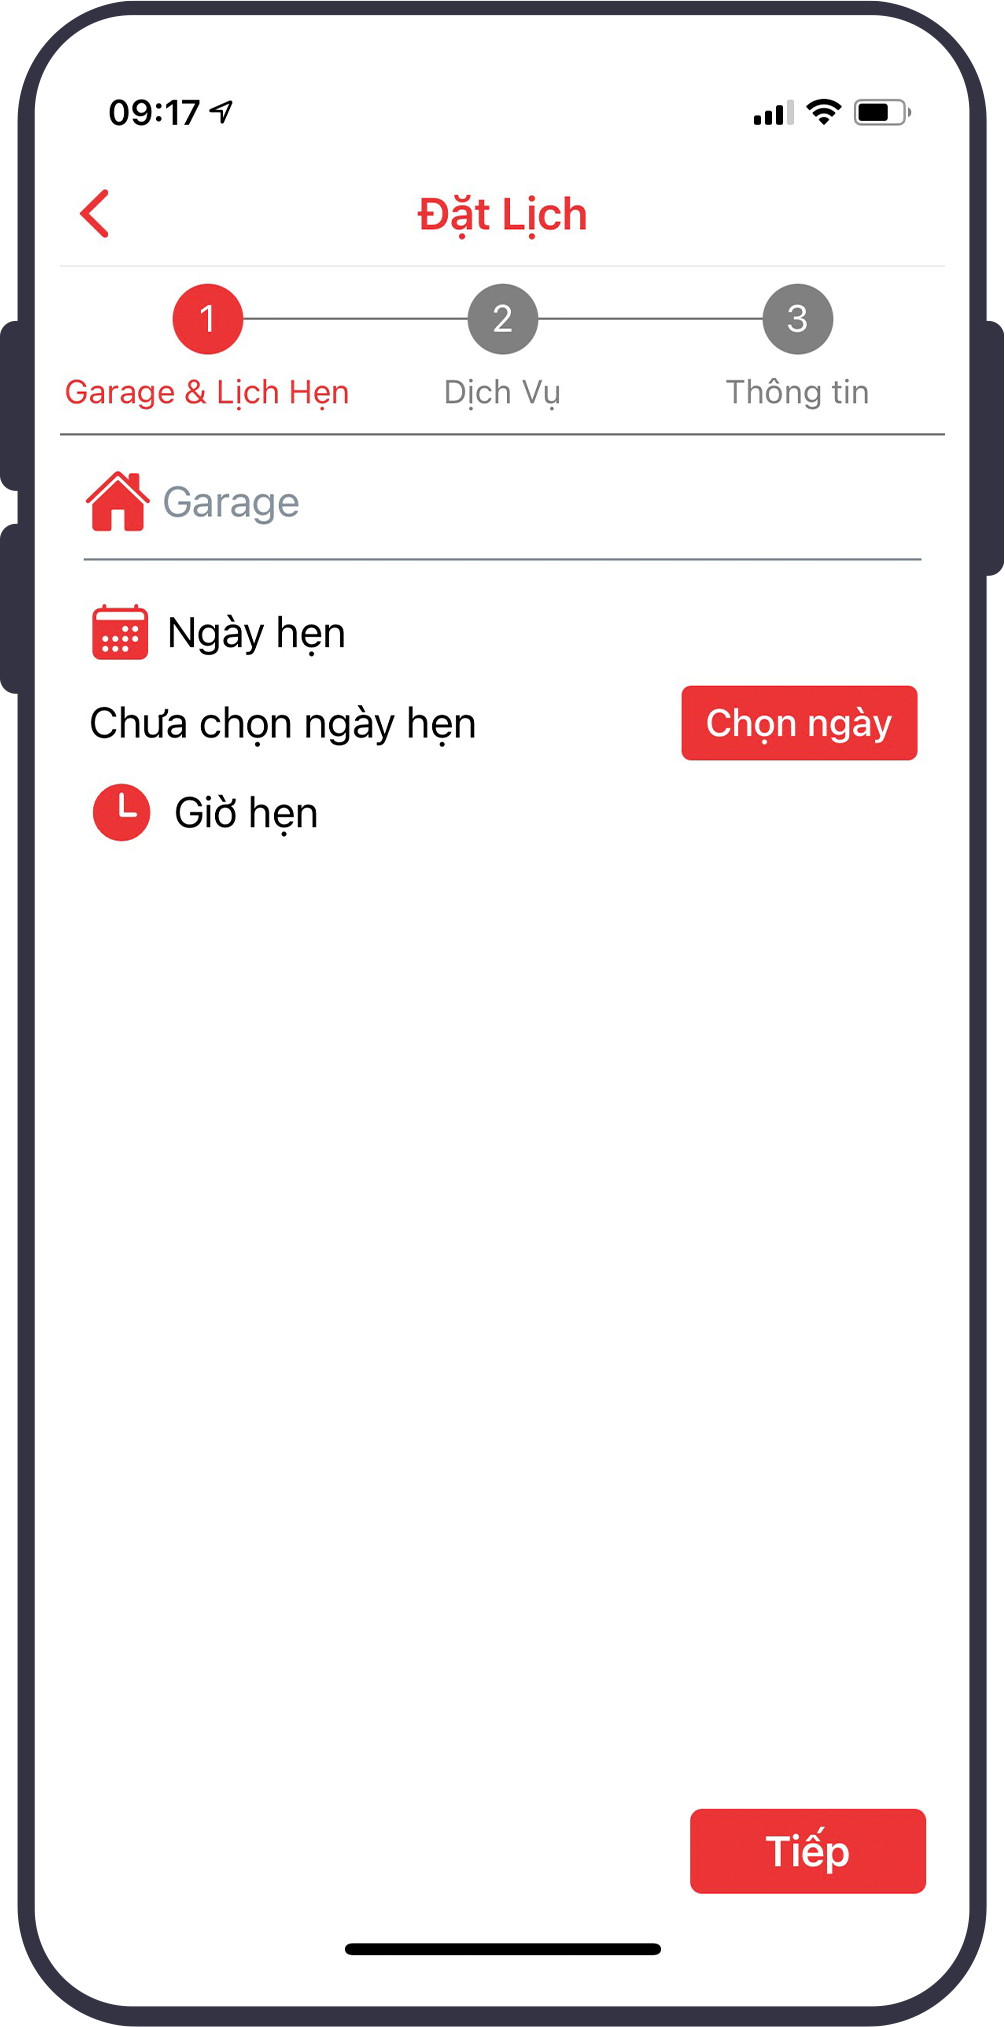 09:17
Đặt Lịch
1 2 3
Garage & Lịch Hẹn Dịch Vụ Thông tin
Garage
Ngày hẹn
Chưa chọn ngày hẹn Chọn ngày
Giờ hẹn
Tiếp